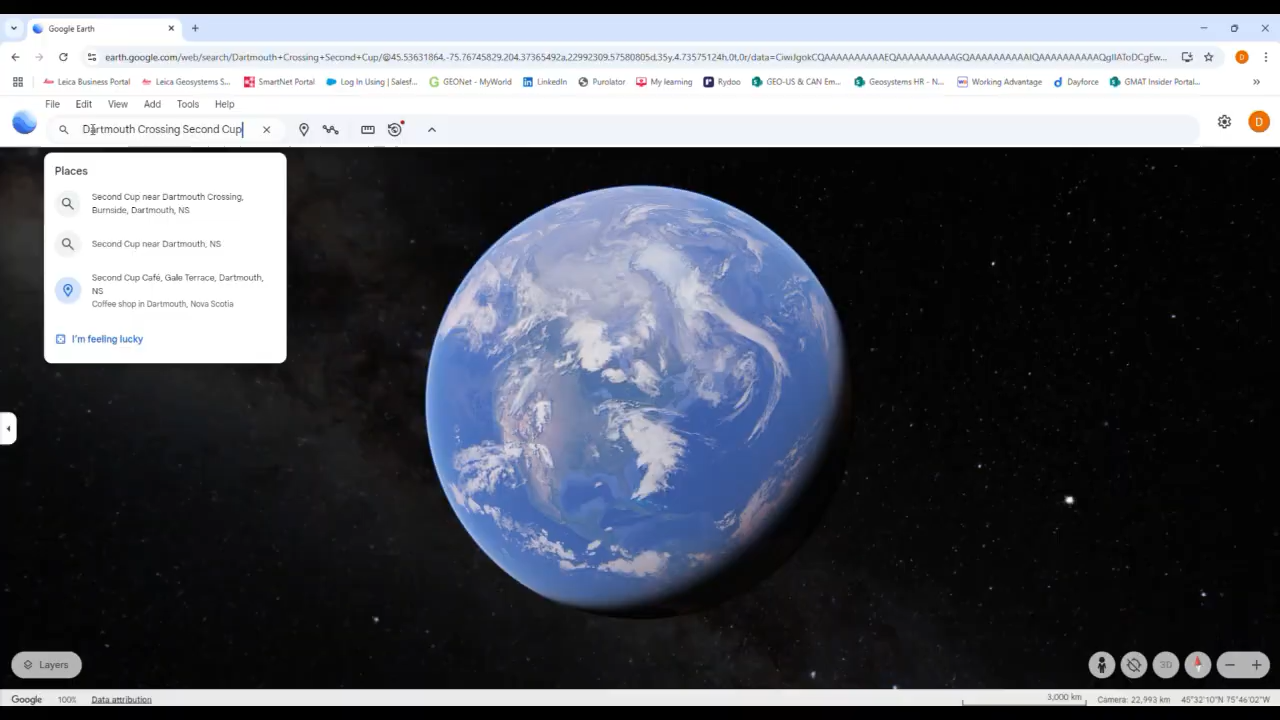 Google Earth
earth.google.com/web/search/Dartmouth+Crossing+Second+Cup/@45.53631864,-75.76745829,204.37365492a,22992309.57580805d,35y,4.73575124h,0t,0r/data=CiwiJgokCQAAAAAAAAAAEQAAAAAAAAAAGQAAAAAAAAAAIQAAAAAAAAAAQgIIAToDCgEw...
Leica Business Portal
Leica Geosystems S...
SmartNet Portal
Log In Using | Salesf...
GEONet - MyWorld
LinkedIn
Purolator
My learning
Rydoo
GEO-US & CAN Em...
Geosystems HR - N...
Working Advantage
Dayforce
GMAT Insider Portal...
File Edit View Add Tools Help
Dartmouth Crossing Second Cup
D
D
Places
Second Cup near Dartmouth Crossing,
Burnside, Dartmouth, NS
Second Cup near Dartmouth, NS
Second Cup Café, Gale Terrace, Dartmouth,
NS
Coffee shop in Dartmouth, Nova Scotia
I'm feeling lucky
Layers
3D
Google 100% Data attribution
3,000 km
Camera: 22,993 km 45°32'10"N 75°46'02"W